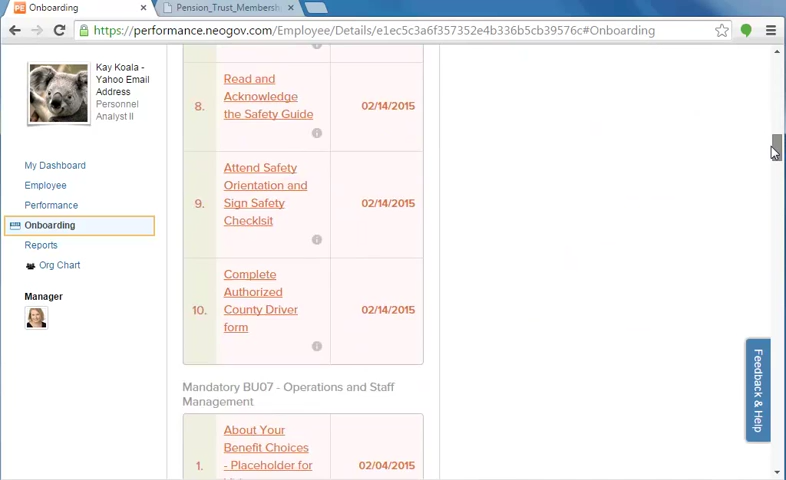 PE Onboarding × Pension_Trust_Membersh ×
https://performance.neogov.com/Employee/Details/e1ec5c3a6f357352e4b336b5cb39576c#Onboarding
Kay Koala -
Yahoo Email
Address
Personnel
Analyst II
My Dashboard
Employee
Performance
Onboarding
Reports
Org Chart
Manager
8. Read and
Acknowledge
the Safety Guide
02/14/2015
9. Attend Safety
Orientation and
Sign Safety
Checklsit
02/14/2015
10. Complete
Authorized
County Driver
form
02/14/2015
Mandatory BU07 - Operations and Staff
Management
1. About Your
Benefit Choices
- Placeholder for
02/04/2015
Feedback & Help